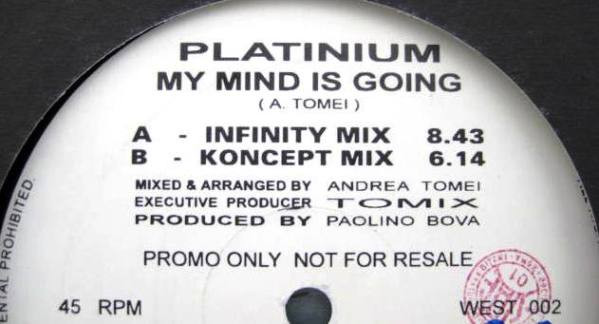 PLATINIUM
MY MIND IS GOING
( A. TOMEI )
A - INFINITY MIX 8.43
B - KONCEPT MIX 6.14
MIXED & ARRANGED BY ANDREA TOMEI
EXECUTIVE PRODUCER TOMIX
PRODUCED BY PAOLINO BOVA
PROMO ONLY NOT FOR RESALE
45 RPM
WEST 002
PROHIBITED.